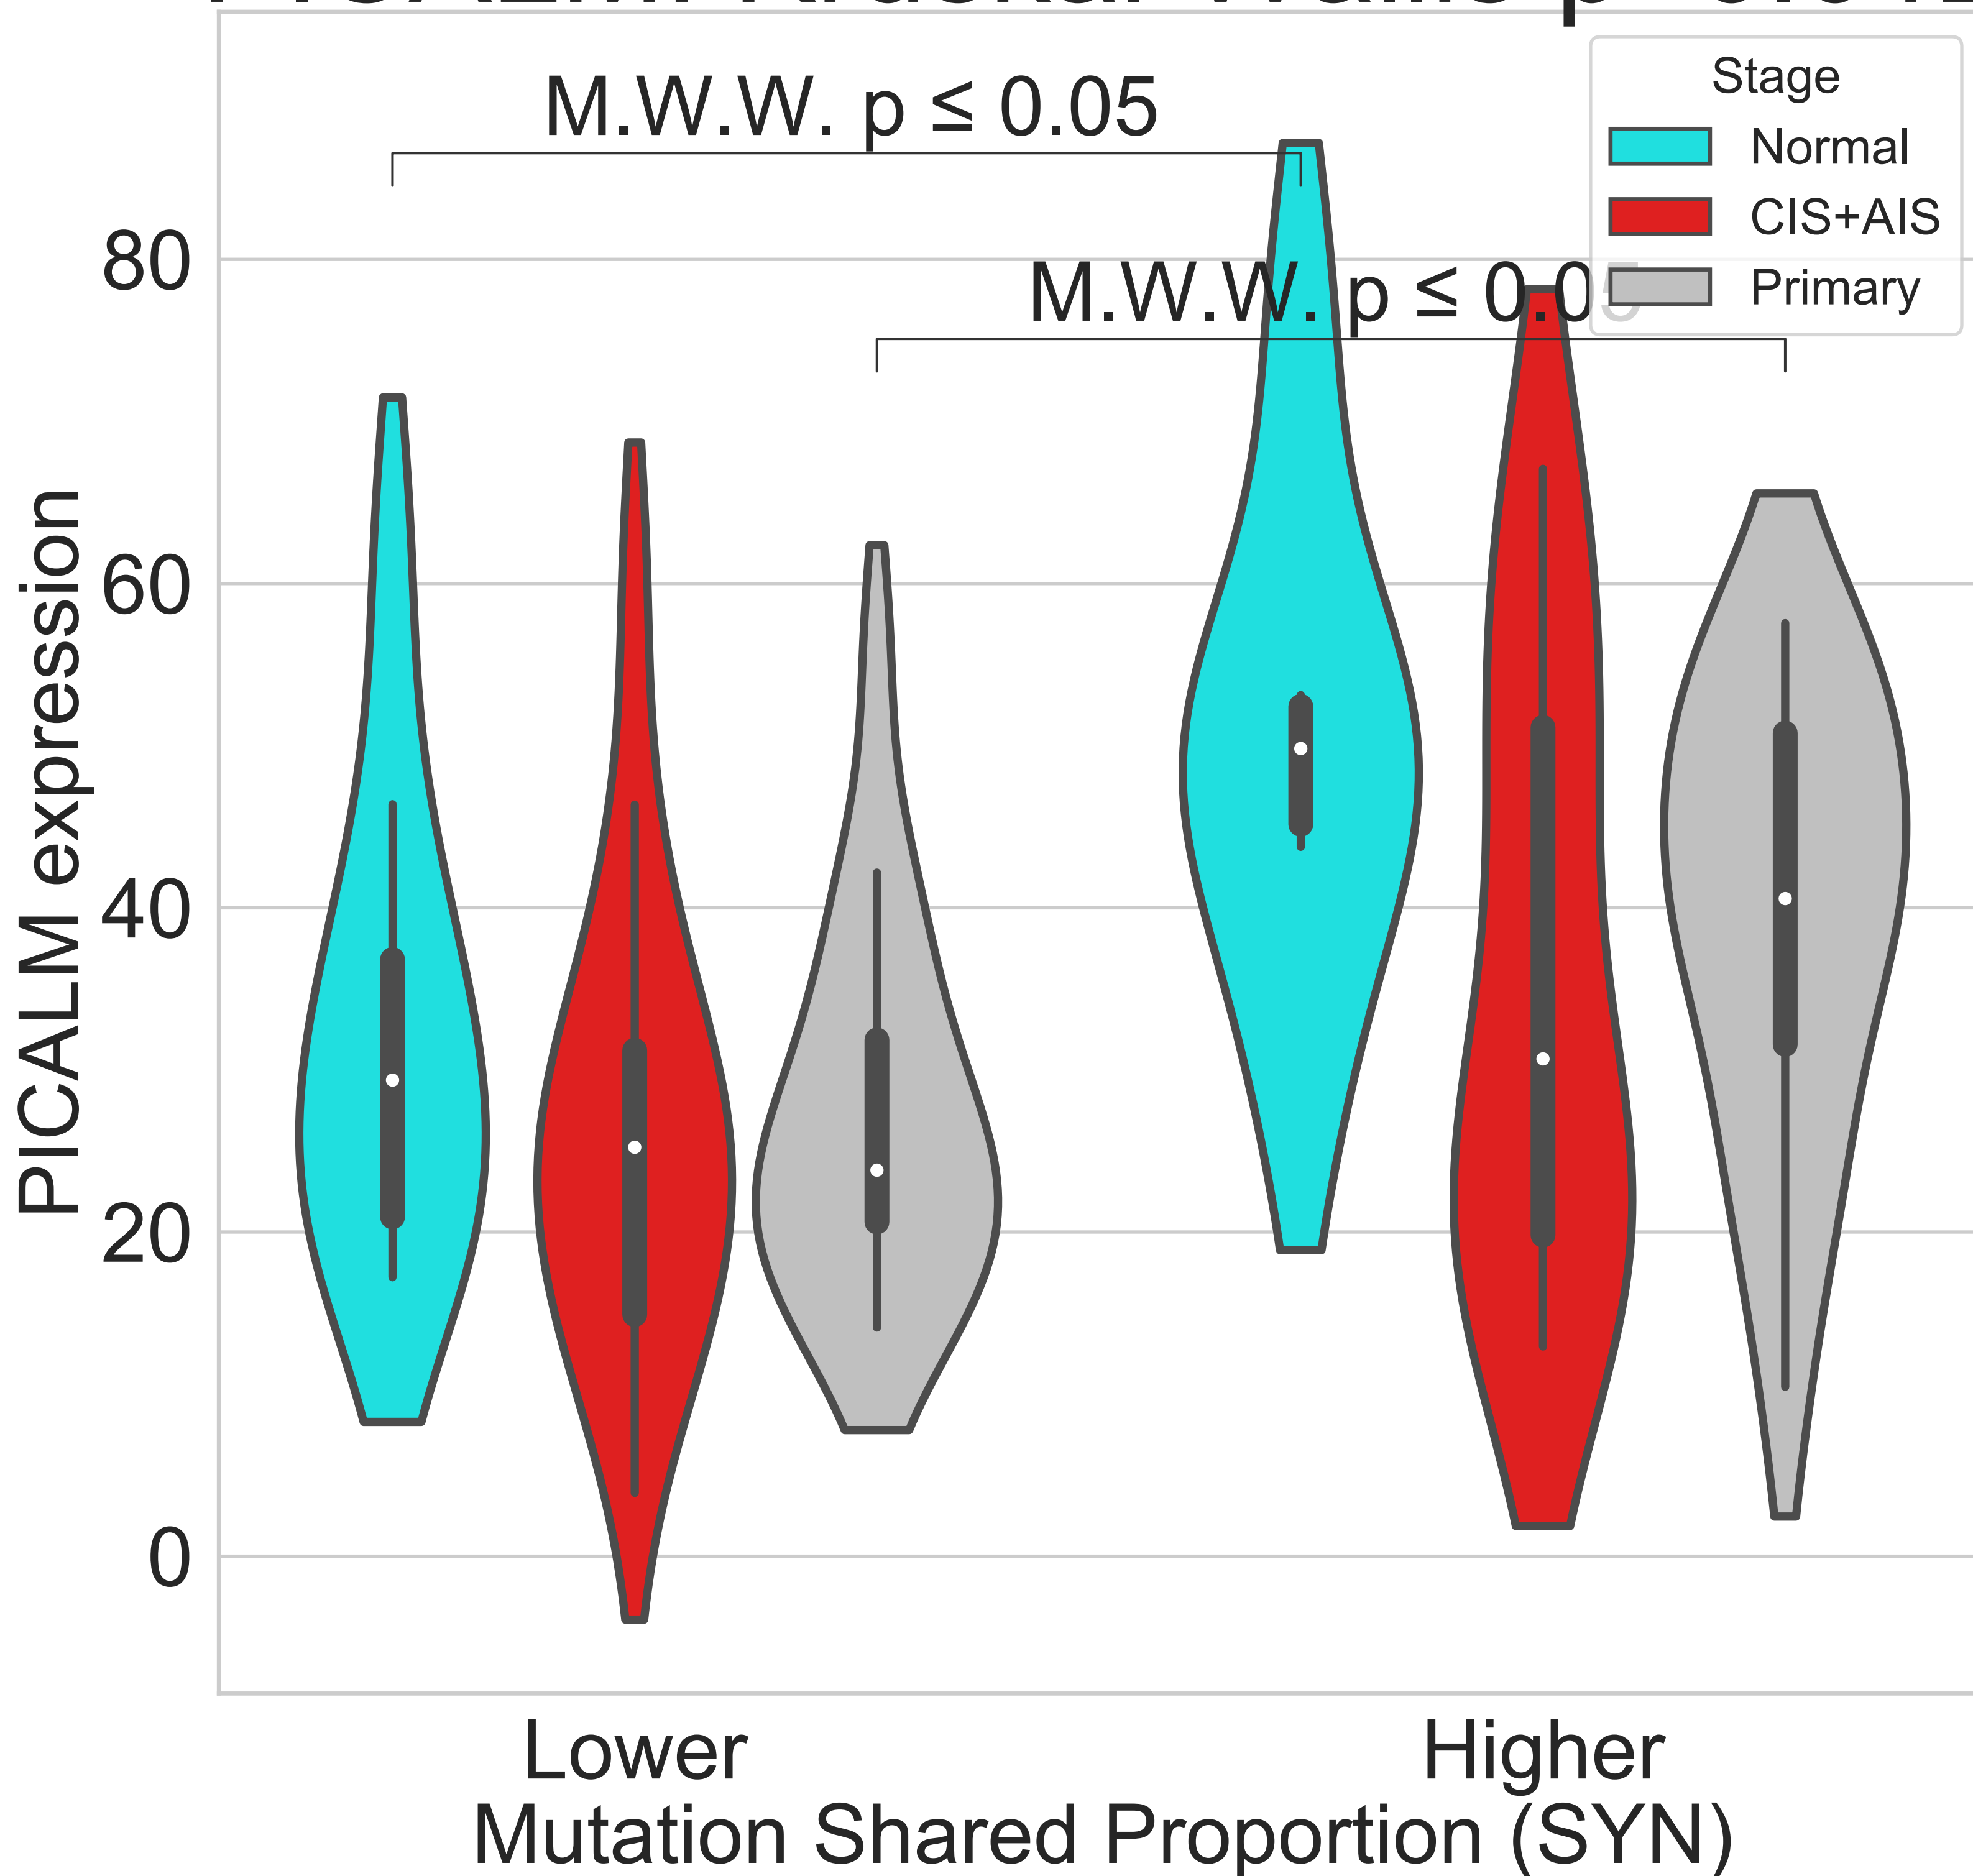 M.W.W. p ≤ 0.05
Stage
Normal
CIS+AIS
Primary
M.W.W. p ≤ 0.05
80
60
40
20
0
PICALM expression
Lower
Higher
Mutation Shared Proportion (SYN)